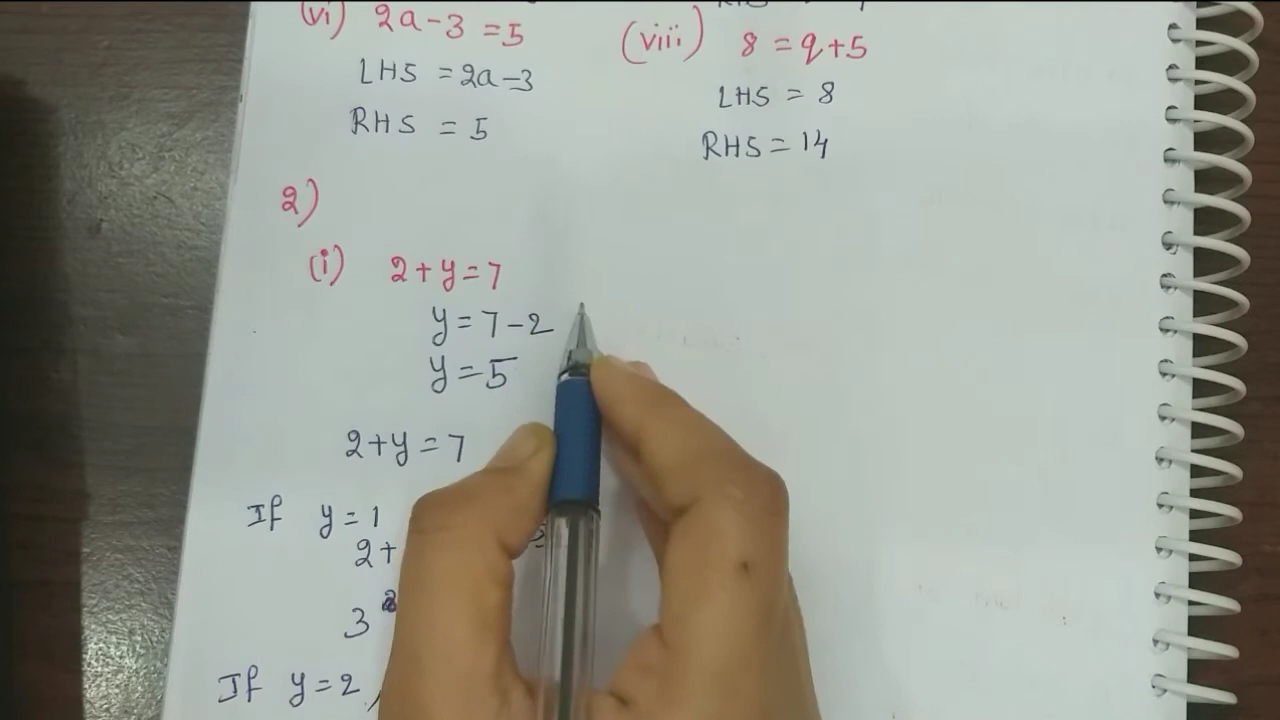 (vi) 2a-3 = 5
LHS = 2a-3
RHS = 5
(viii) 8 = q+5
LHS = 8
RHS = 14
2)
(i) 2+y=7
y=7-2
y=5
2+y=7
If y=1
2+
3
If y=2